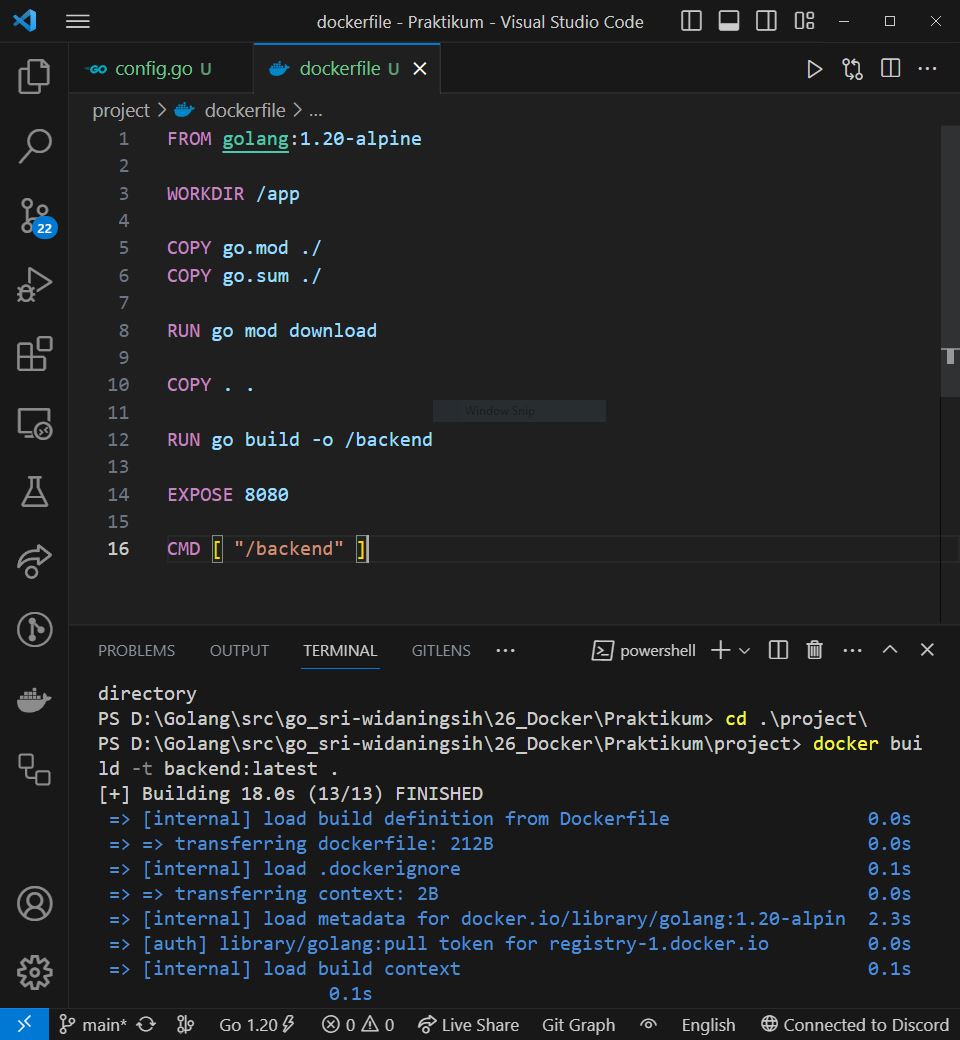 dockerfile - Praktikum - Visual Studio Code
config.go U
dockerfile U
project > dockerfile > ...
1 FROM golang:1.20-alpine
2
3 WORKDIR /app
4
5 COPY go.mod ./
6 COPY go.sum ./
7
8 RUN go mod download
9
10 COPY . .
11
Window Snip
12 RUN go build -o /backend
13
14 EXPOSE 8080
15
16 CMD [ "/backend" ]
22
PROBLEMS OUTPUT TERMINAL GITLENS ... powershell
directory
PS D:\Golang\src\go_sri-widaningsih\26_Docker\Praktikum> cd .\project\
PS D:\Golang\src\go_sri-widaningsih\26_Docker\Praktikum\project> docker bui
ld -t backend:latest .
[+] Building 18.0s (13/13) FINISHED
=> [internal] load build definition from Dockerfile 0.0s
=> => transferring dockerfile: 212B 0.0s
=> [internal] load .dockerignore 0.1s
=> => transferring context: 2B 0.0s
=> [internal] load metadata for docker.io/library/golang:1.20-alpin 2.3s
=> [auth] library/golang:pull token for registry-1.docker.io 0.0s
=> [internal] load build context 0.1s
0.1s
main* Go 1.20 0 0 Live Share Git Graph English Connected to Discord